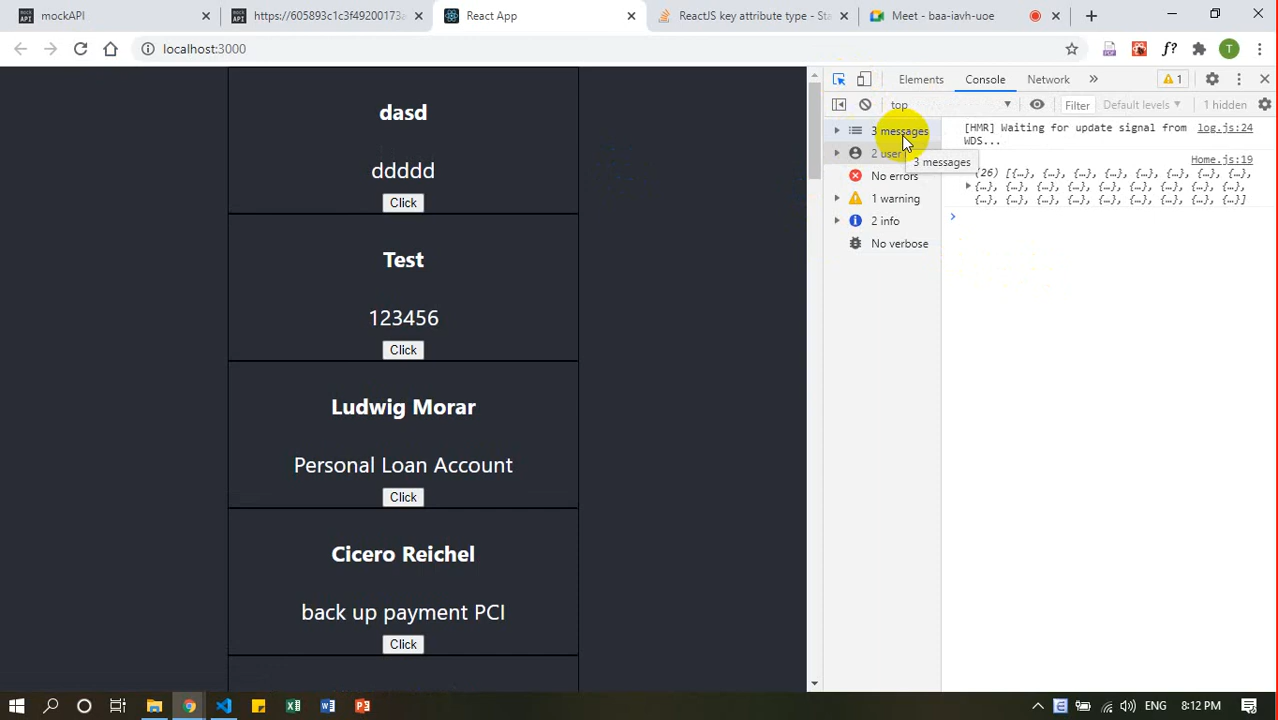 mockAPI
https://605893c1c3f49200173a
React App
ReactJS key attribute type - Sta
Meet - baa-iavh-uoe
localhost:3000
T
f?
Elements
Console
Network
1
top
Filter
Default levels
1 hidden
3 messages
2 user
3 messages
No errors
1 warning
2 info
No verbose
[HMR] Waiting for update signal from log.js:24
WDS...
Home.js:19
(26) [{…}, {…}, {…}, {…}, {…}, {…},
{…}, {…}, {…}, {…}, {…}, {…}, {…},
{…}, {…}, {…}, {…}, {…}, {…}, {…}]
dasd
ddddd
Click
Test
123456
Click
Ludwig Morar
Personal Loan Account
Click
Cicero Reichel
back up payment PCI
Click
ENG
8:12 PM